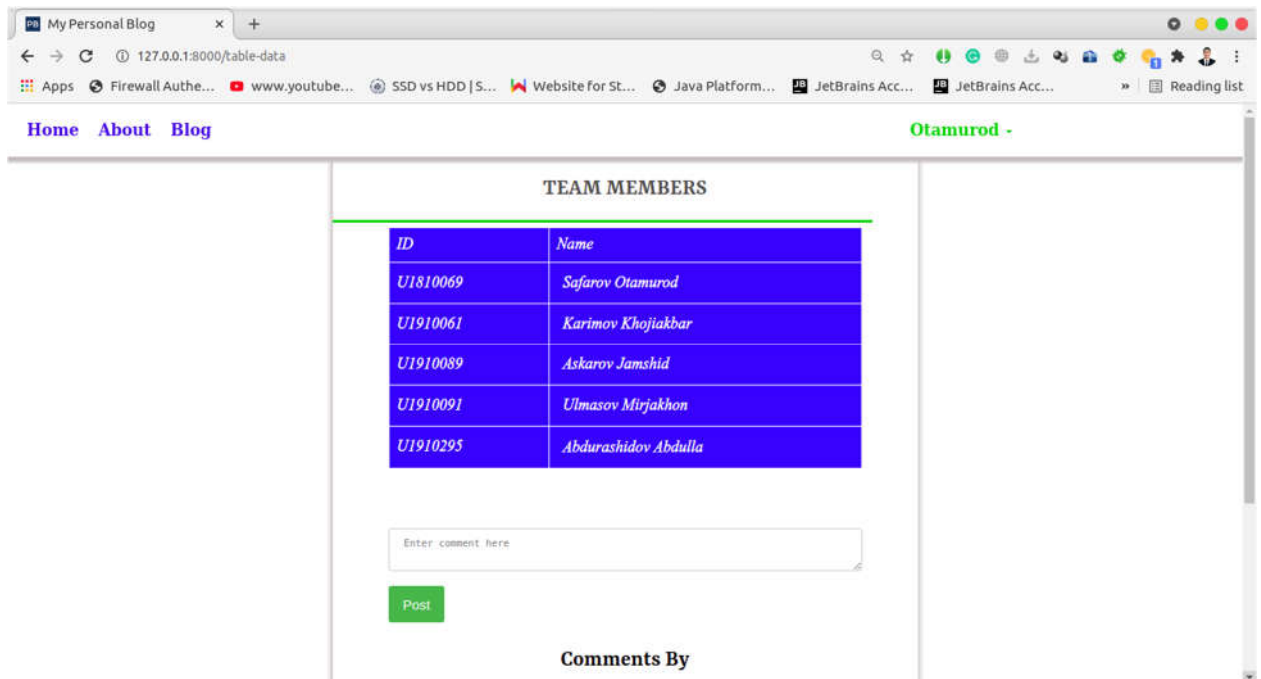 PB My Personal Blog × +
127.0.0.1:8000/table-data
Apps Firewall Authe... www.youtube... SSD vs HDD | S... Website for St... Java Platform... JB JetBrains Acc... JB JetBrains Acc... » Reading list
Home About Blog Otamurod -
TEAM MEMBERS
ID Name
U1810069 Safarov Otamurod
U1910061 Karimov Khojiakbar
U1910089 Askarov Jamshid
U1910091 Ulmasov Mirjakhon
U1910295 Abdurashidov Abdulla
Enter comment here
Post
Comments By